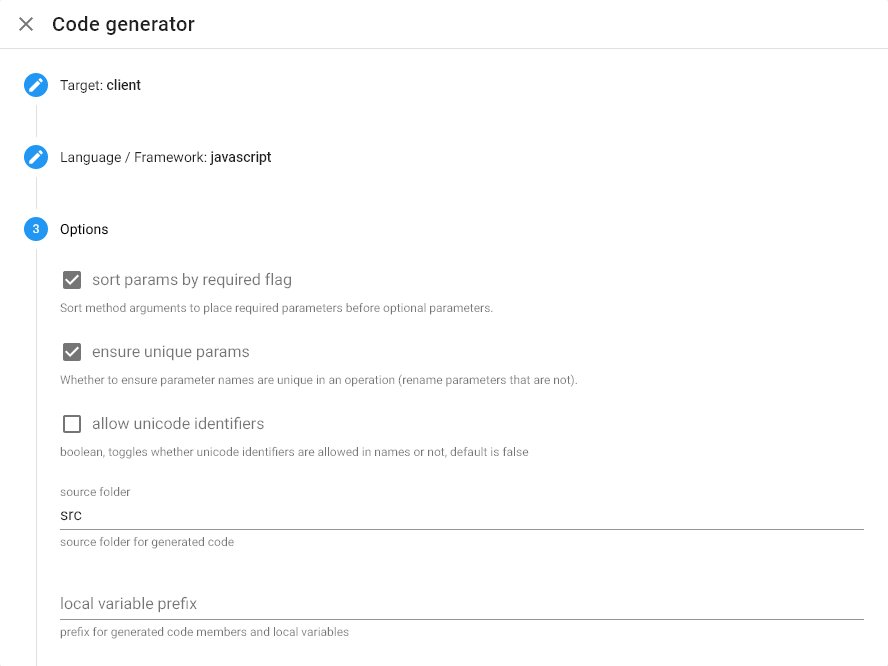 Code generator
Target: client
Language / Framework: javascript
3 Options
sort params by required flag
Sort method arguments to place required parameters before optional parameters.
ensure unique params
Whether to ensure parameter names are unique in an operation (rename parameters that are not).
allow unicode identifiers
boolean, toggles whether unicode identifiers are allowed in names or not, default is false
source folder
src
source folder for generated code
local variable prefix
prefix for generated code members and local variables